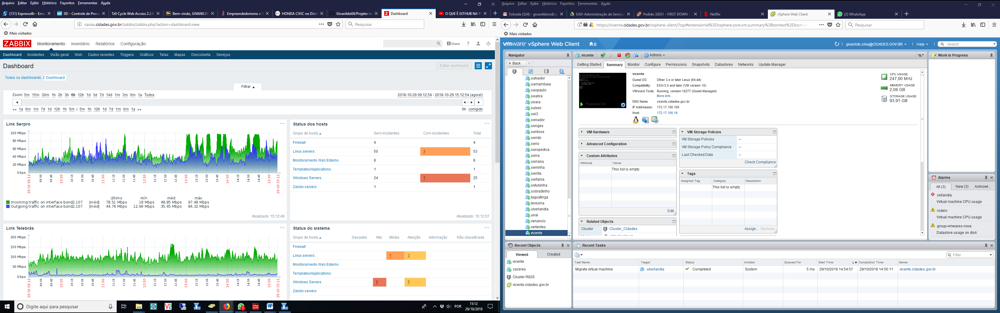 Arquivo Editar Exibir Histórico Favoritos Ferramentas Ajuda
(131) ExpressoBr - Emai
SEI - Controle de Proce
Tz0 Cycle Web Access 2.2.6
Bem-vindo, GIVANILDO
Empreendedorismo e G
HONDA CIVIC no Distri
Givanildo04/Projeto-les
Dashboard
O QUE É GITHUB NA PR
caxias.cidades.gov.br/zabbix/zabbix.php?action=dashboard.view
Pesquisar
Mais visitados
ZABBIX Monitoramento Inventário Relatórios Configuração
Share ?
Dashboard Incidentes Visão geral Web Dados recentes Triggers Gráficos Telas Mapas Descoberta Serviços
Dashboard
Editar dashboard
Todos os dashboards / Dashboard
Filtrar
Zoom: 5m 15m 30m 1h 2h 3h 6h 12h 1d 3d 7d 14d 1m 3m 6m 1a Todos
2018-10-29 09:12:54 - 2018-10-29 15:12:54 (agora!)
«« 1a 6m 1m 7d 1d 12h 1h 5m | 5m 1h 12h 1d 7d 1m 6m 1a »»
6h corrigido
Link Serpro
100 Mbps
80 Mbps
60 Mbps
40 Mbps
20 Mbps
0 bps
29-10 09:12 09:30 09:45 10:00 10:15 10:30 10:45 11:00 11:15 11:30 11:45 12:00 12:15 12:30 12:45 13:00 13:15 13:30 13:45 14:00 14:15 14:30 14:45 15:00 29-10 15:12
último mín méd máx
Incoming traffic on interface bond2.107 [méd] 78.51 Mbps 18 Mbps 48.85 Mbps 97.48 Mbps
Outgoing traffic on interface bond2.107 [méd] 44.76 Mbps 12.99 Mbps 35.45 Mbps 84.32 Mbps
Atualizado: 15:12:49
Status dos hosts
Grupo de hosts Sem incidentes Com incidentes Total
Firewall 4 4
Linux servers 50 3 53
Monitoramento Web Externo 8 8
Templates/Applications 1 1
Windows Servers 24 1 25
Zabbix servers 1 1
Atualizado: 15:12:57
Link Telebrás
200 Mbps
150 Mbps
100 Mbps
50 Mbps
0 bps
29-10 09:12 09:30 09:45 10:00 10:15 10:30 10:45 11:00 11:15 11:30 11:45 12:00 12:15 12:30 12:45 13:00 13:15 13:30 13:45 14:00 14:15 14:30 14:45 15:00 29-10 15:12
Status do sistema
Grupo de hosts Desastre Alta Média Atenção Informação Não classificada
Firewall
Linux servers 1 2
Monitoramento Web Externo
Templates/Applications
Windows Servers 2 5
Zabbix servers
Digite aqui para pesquisar
POR
15:12
29/10/2018
Arquivo Editar Exibir Histórico Favoritos Ferramentas Ajuda
Entrada (524) - givanildons@g
EAD-Administração de Serviço
Pedido 32031 - FIRST DOWN -
Netflix
vSphere Web Client
(2) WhatsApp
https://vicente.cidades.gov.br/vsphere-client/?csp#extensionId%3Dvsphere.core.vm.summary%38context%3Dcom.vm
Pesquisar
Mais visitados
vmware® vSphere Web Client
givanildo.silva@CIDADES.GOV.BR
Help
Search
Navigator
Back
salvador
samambaia
saopaulo
seabra
seara
seberi
sei3
senador
senges
sentose
serido
serio
seropedica
serra
serrana
serrinha
serrita
sertania
setubinha
sobradinho
taguatinga
teresina
uberlandia
unai
venancio
vertentes
vicente
vicente Actions
Getting Started Summary Monitor Configure Permissions Snapshots Datastores Networks Update Manager
Powered On
vicente
Guest OS: Other 3.x or later Linux (64-bit)
Compatibility: ESXi 5.5 and later (VM version 10)
VMware Tools: Running, version:10277 (Guest Managed)
More info...
DNS Name: vicente.cidades.gov.br
IP Addresses: 172.17.100.100
Host: 172.17.100.19
CPU USAGE
247,00 MHz
MEMORY USAGE
2,08 GB
STORAGE USAGE
93,91 GB
VM Hardware
Advanced Configuration
Custom Attributes
Attribute Value
This list is empty.
Edit...
Related Objects
Cluster Cluster_Cidades
VM Storage Policies
VM Storage Policies --
VM Storage Policy Compliance --
Last Checked Date --
Check Compliance
Tags
Assigned Tag Category Description
This list is empty.
Assign... Remove...
Work In Progress
Alarms
All (3) New (3) Acknowl...
ceilandia
Virtual machine CPU usage
rodeio
Virtual machine CPU usage
group-vmwares-nova
Datastore usage on disk
Recent Objects
Viewed Created
vicente
caceres
Cluster R820
vicente.cidades.gov.br
Recent Tasks
Filter
Task Name Target Status Initiator Queued For Start Time 1 Completion Time Server
Migrate virtual machine uberlandia Completed System 5 ms 29/10/2018 14:54:57 29/10/2018 14:56:11 vicente.cidades.gov.br